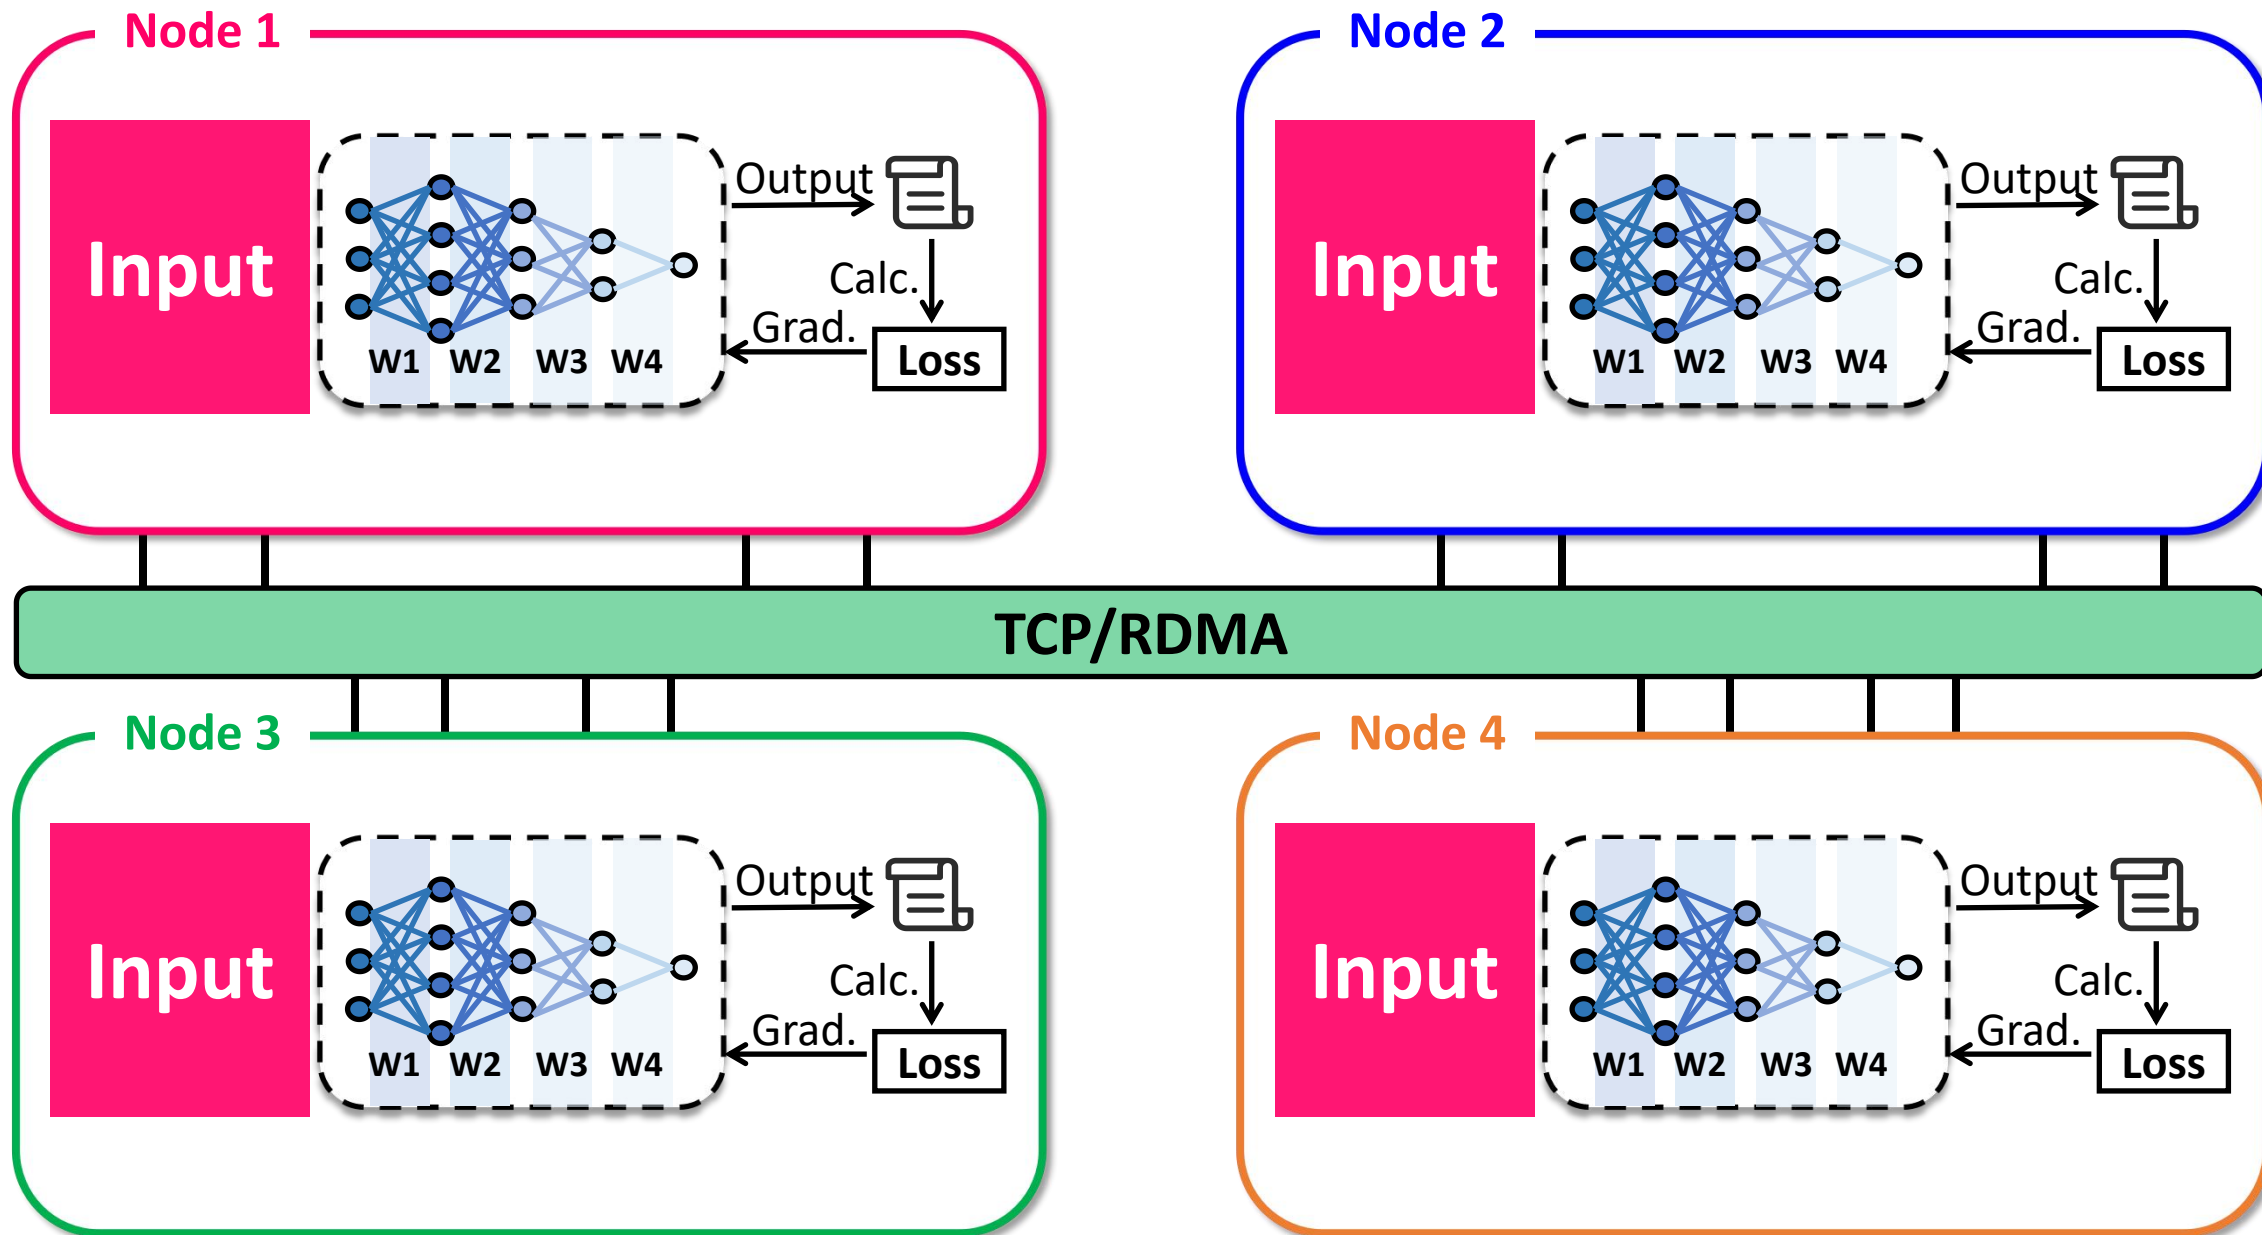 Node 1
Input
Output
Calc.
Grad.
Loss
W1 W2 W3 W4
Node 2
Input
Output
Calc.
Grad.
Loss
W1 W2 W3 W4
TCP/RDMA
Node 3
Input
Output
Calc.
Grad.
Loss
W1 W2 W3 W4
Node 4
Input
Output
Calc.
Grad.
Loss
W1 W2 W3 W4